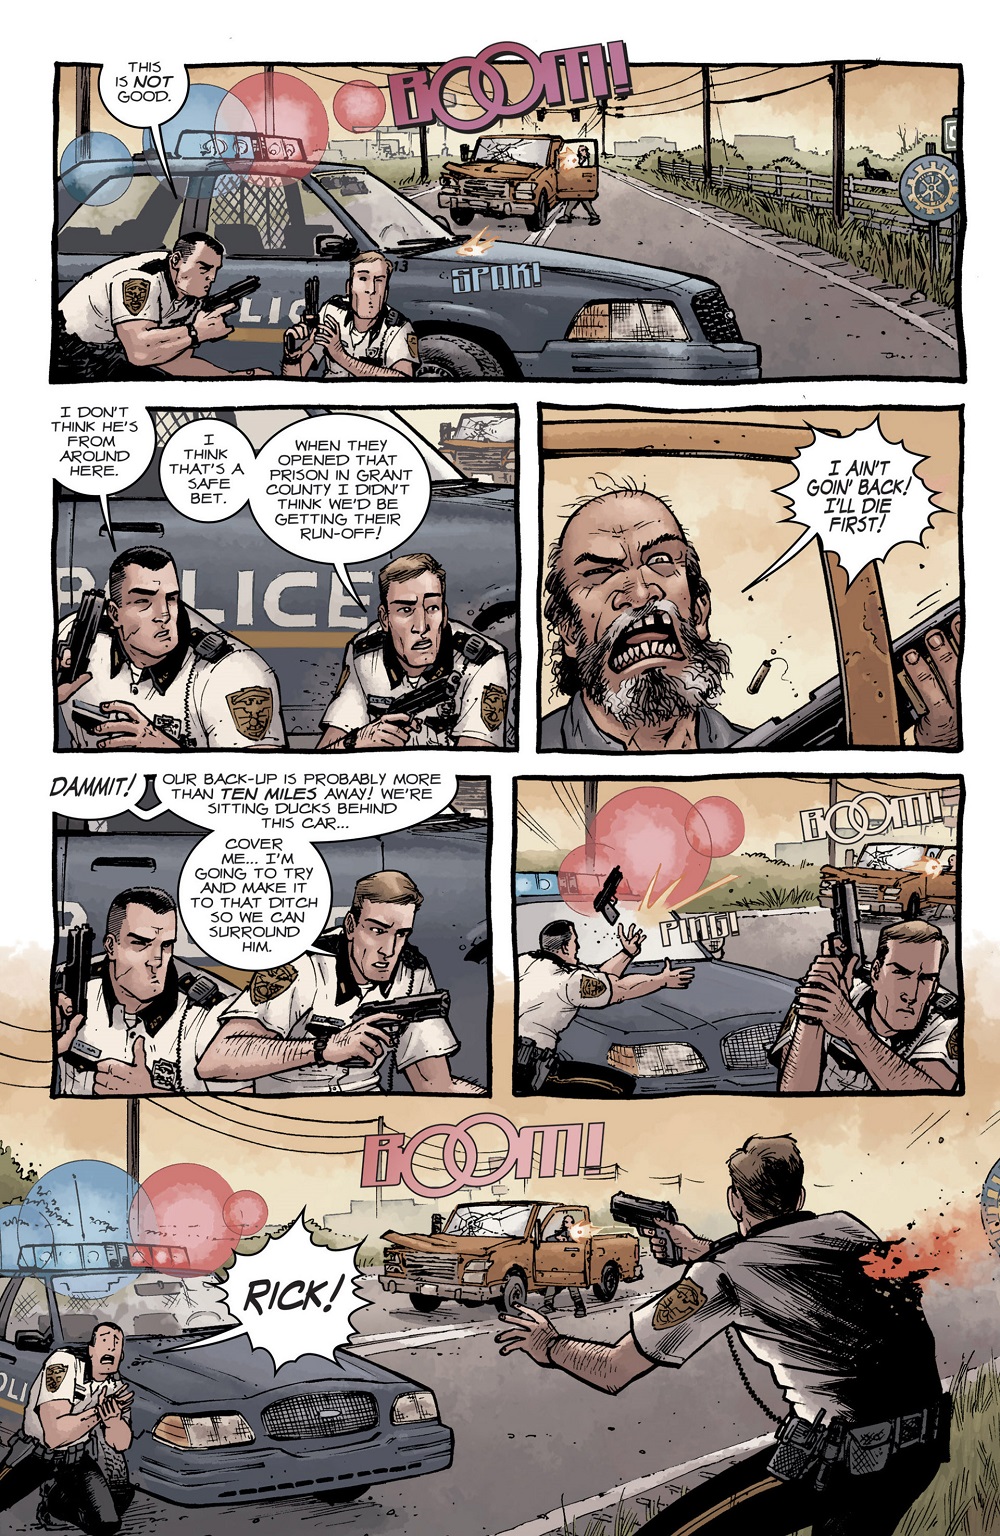 THIS
IS NOT
GOOD.
BOOM!
SPAK!
13
LIC
I DON'T
THINK HE'S
FROM
AROUND
HERE.
I
THINK
THAT'S A
SAFE
BET.
WHEN THEY
OPENED THAT
PRISON IN GRANT
COUNTY I DIDN'T
THINK WE'D BE
GETTING THEIR
RUN-OFF!
POLICE
I AIN'T
GOIN' BACK!
I'LL DIE
FIRST!
DAMMIT!
OUR BACK-UP IS PROBABLY MORE
THAN TEN MILES AWAY! WE'RE
SITTING DUCKS BEHIND
THIS CAR...
COVER
ME... I'M
GOING TO TRY
AND MAKE IT
TO THAT DITCH
SO WE CAN
SURROUND
HIM.
BOOM!
PING!
BOOM!
RICK!
OLI